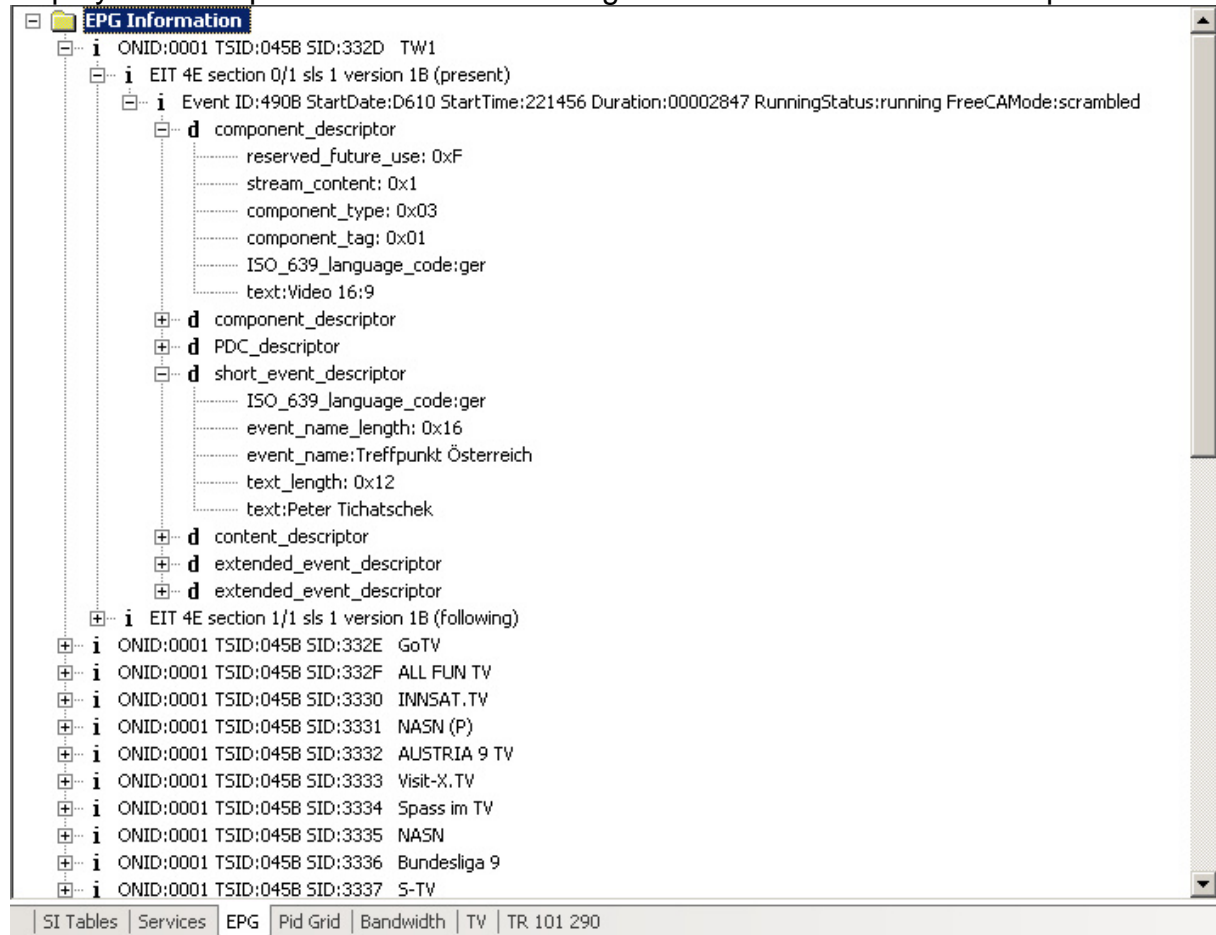 EPG Information
ONID:0001 TSID:045B SID:332D TW1
EIT 4E section 0/1 sls 1 version 1B (present)
Event ID:490B StartDate:D610 StartTime:221456 Duration:00002847 RunningStatus:running FreeCAMode:scrambled
d component_descriptor
reserved_future_use: 0xF
stream_content: 0x1
component_type: 0x03
component_tag: 0x01
ISO_639_language_code:ger
text:Video 16:9
d component_descriptor
d PDC_descriptor
d short_event_descriptor
ISO_639_language_code:ger
event_name_length: 0x16
event_name:Treffpunkt Österreich
text_length: 0x12
text:Peter Tichatschek
d content_descriptor
d extended_event_descriptor
d extended_event_descriptor
i EIT 4E section 1/1 sls 1 version 1B (following)
i ONID:0001 TSID:045B SID:332E GoTV
i ONID:0001 TSID:045B SID:332F ALL FUN TV
i ONID:0001 TSID:045B SID:3330 INNSAT.TV
i ONID:0001 TSID:045B SID:3331 NASN (P)
i ONID:0001 TSID:045B SID:3332 AUSTRIA 9 TV
i ONID:0001 TSID:045B SID:3333 Visit-X.TV
i ONID:0001 TSID:045B SID:3334 Spass im TV
i ONID:0001 TSID:045B SID:3335 NASN
i ONID:0001 TSID:045B SID:3336 Bundesliga 9
i ONID:0001 TSID:045B SID:3337 S-TV
SI Tables | Services | EPG | Pid Grid | Bandwidth | TV | TR 101 290